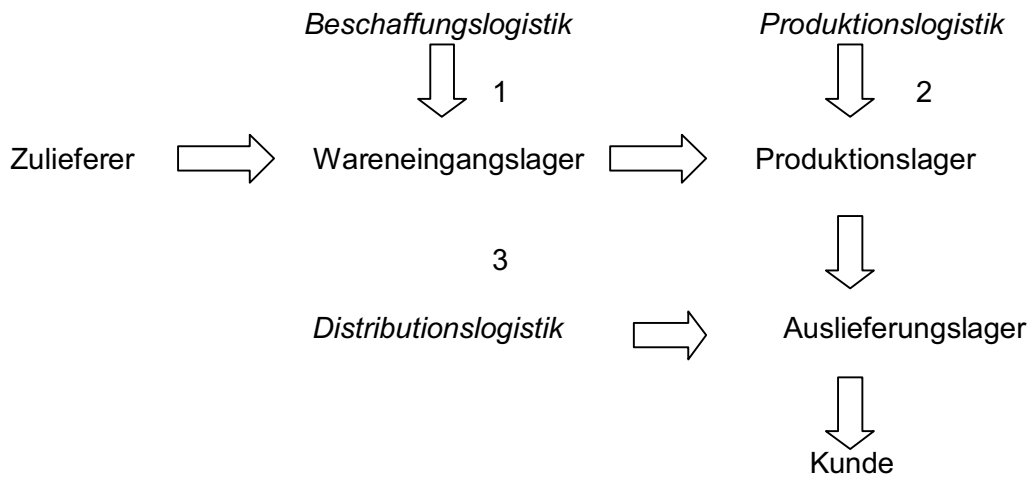 Beschaffungslogistik Produktionslogistik
1 2
Zulieferer Wareneingangslager Produktionslager
3
Distributionslogistik Auslieferungslager
Kunde